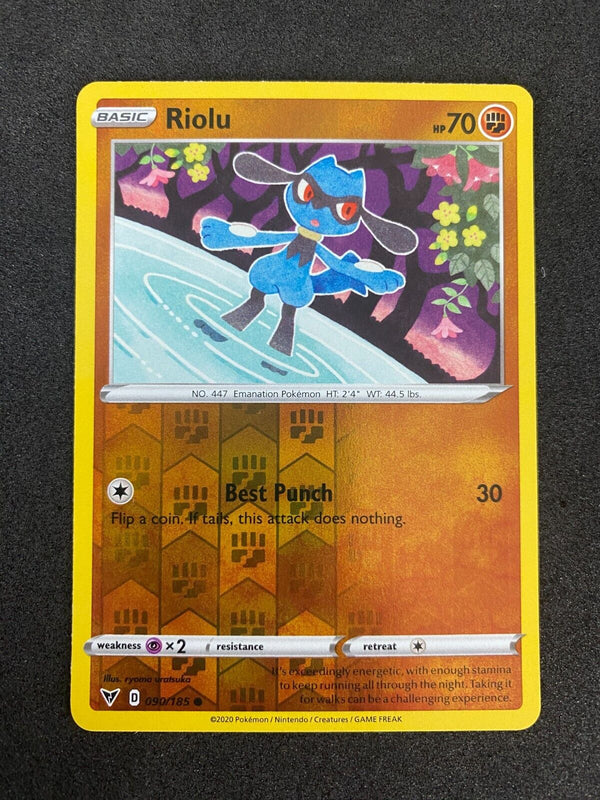 BASIC Riolu HP 70
NO. 447 Emanation Pokémon HT: 2'4" WT: 44.5 lbs.
Best Punch 30
Flip a coin. If tails, this attack does nothing.
weakness ×2 resistance retreat
Illus. ryoma uratsuka
It's exceedingly energetic, with enough stamina
to keep running all through the night. Taking it
for walks can be a challenging experience.
D 090/185
©2020 Pokémon / Nintendo / Creatures / GAME FREAK